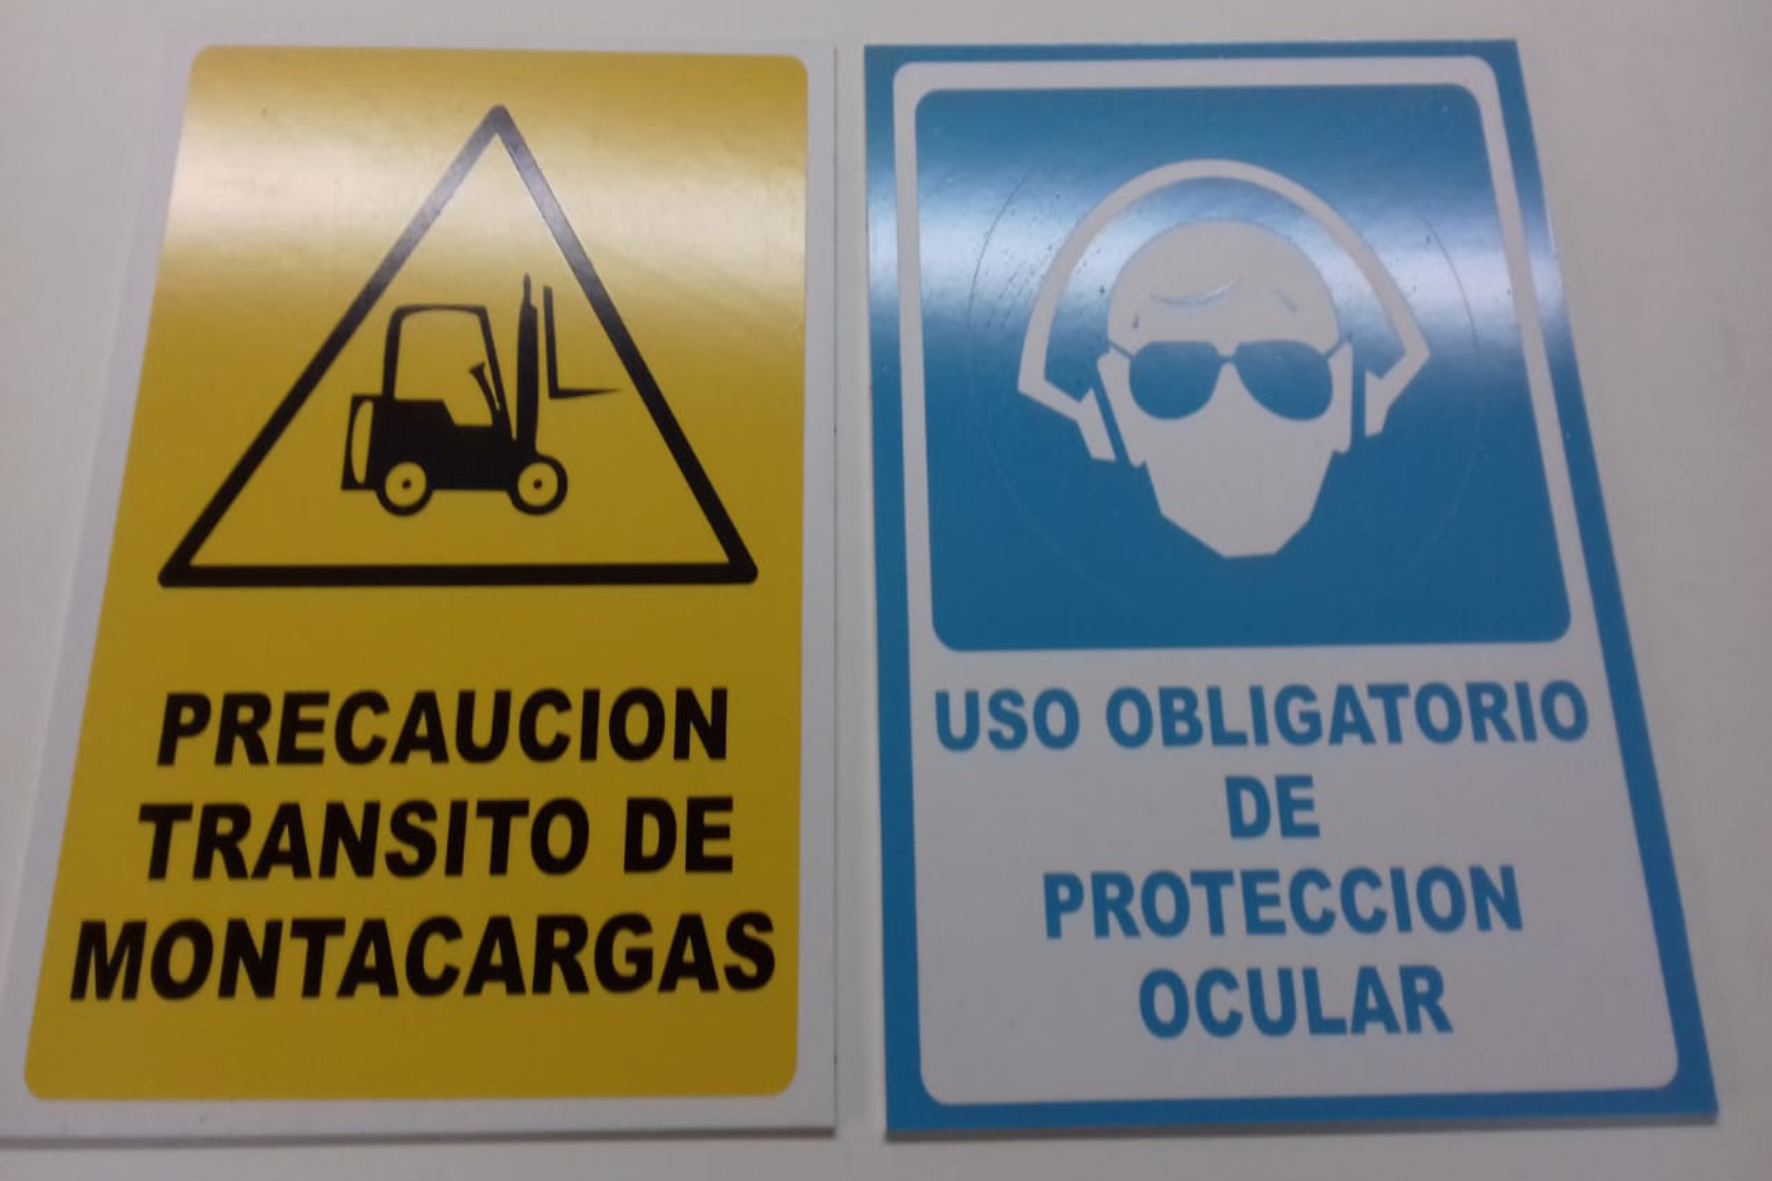 PRECAUCION
TRANSITO DE
MONTACARGAS
USO OBLIGATORIO
DE
PROTECCION
OCULAR